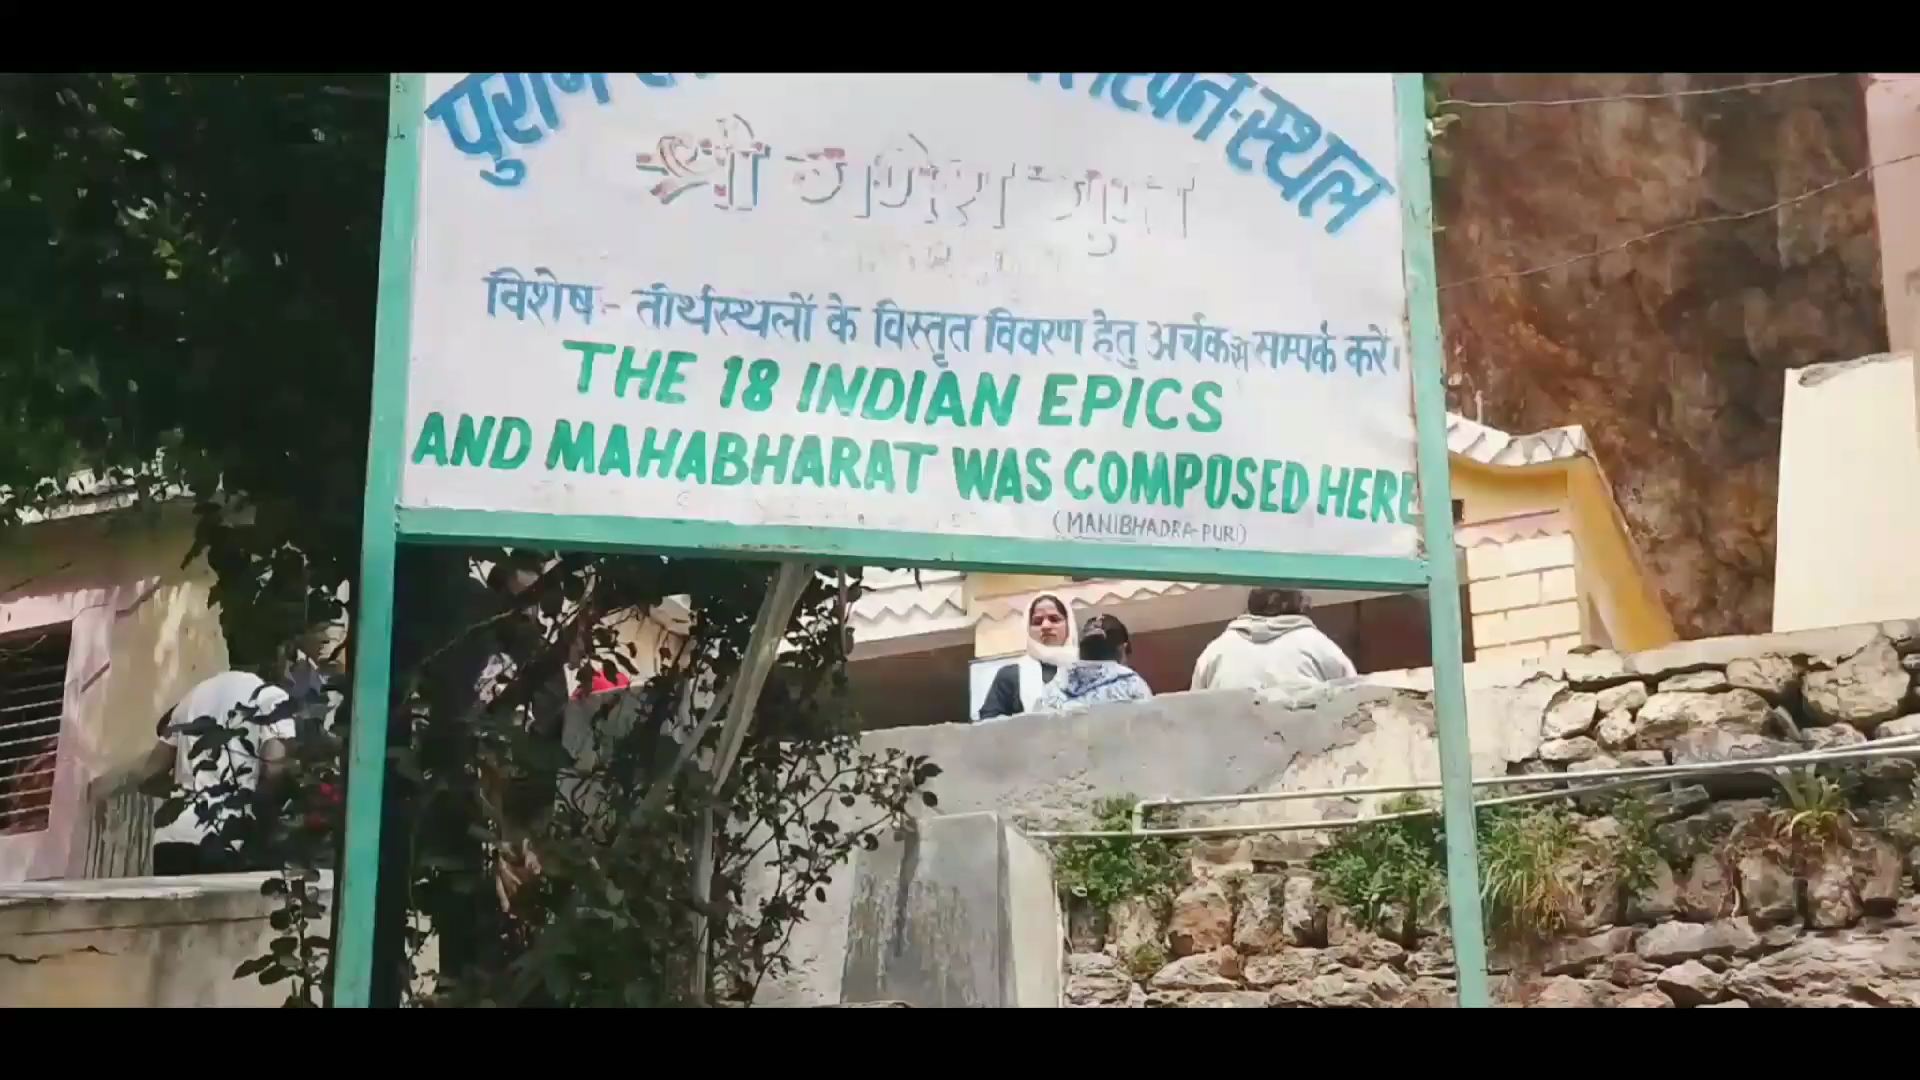 श्री गणेश गुफा
विशेष:- तीर्थस्थलों के विस्तृत विवरण हेतु अर्चक से सम्पर्क करें।
THE 18 INDIAN EPICS
AND MAHABHARAT WAS COMPOSED HERE
(MANIBHADRA-PURI)